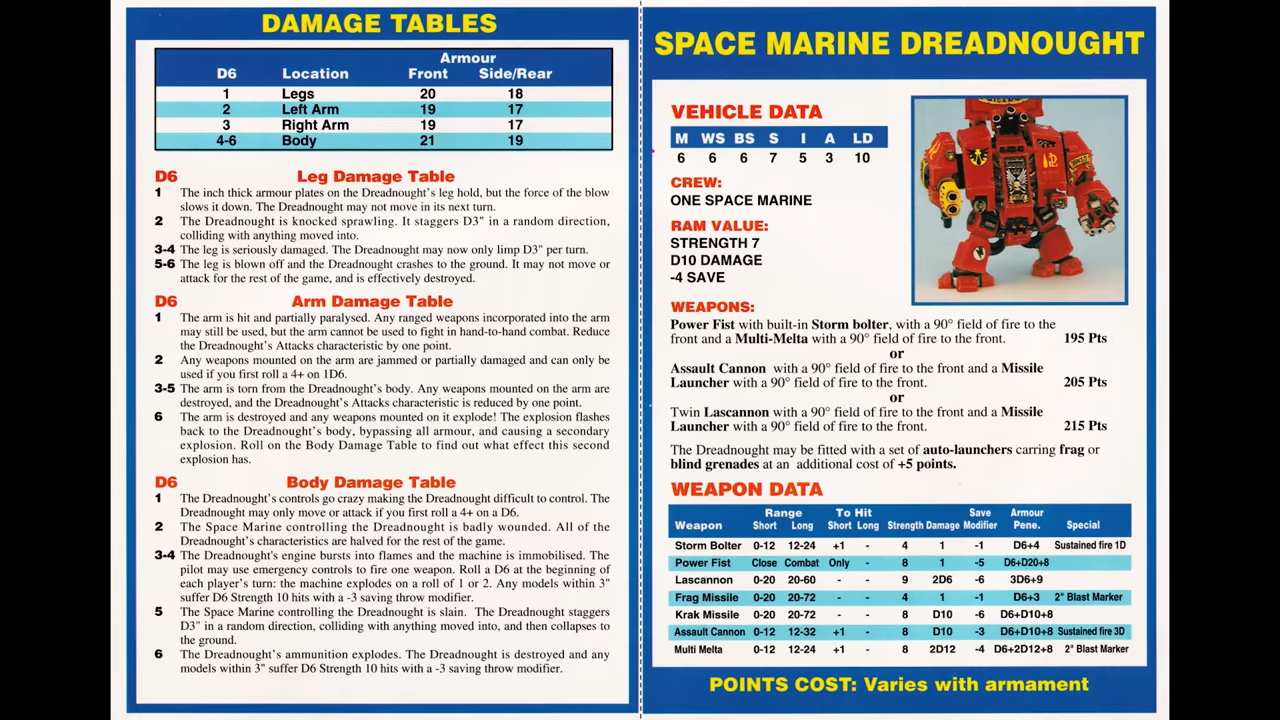 DAMAGE TABLES
Armour
D6 Location Front Side/Rear
1 Legs 20 18
2 Left Arm 19 17
3 Right Arm 19 17
4-6 Body 21 19
D6 Leg Damage Table
1 The inch thick armour plates on the Dreadnought's leg hold, but the force of the blow
slows it down. The Dreadnought may not move in its next turn.
2 The Dreadnought is knocked sprawling. It staggers D3" in a random direction,
colliding with anything moved into.
3-4 The leg is seriously damaged. The Dreadnought may now only limp D3" per turn.
5-6 The leg is blown off and the Dreadnought crashes to the ground. It may not move or
attack for the rest of the game, and is effectively destroyed.
D6 Arm Damage Table
1 The arm is hit and partially paralysed. Any ranged weapons incorporated into the arm
may still be used, but the arm cannot be used to fight in hand-to-hand combat. Reduce
the Dreadnought's Attacks characteristic by one point.
2 Any weapons mounted on the arm are jammed or partially damaged and can only be
used if you first roll a 4+ on 1D6.
3-5 The arm is torn from the Dreadnought's body. Any weapons mounted on the arm are
destroyed, and the Dreadnought's Attacks characteristic is reduced by one point.
6 The arm is destroyed and any weapons mounted on it explode! The explosion flashes
back to the Dreadnought's body, bypassing all armour, and causing a secondary
explosion. Roll on the Body Damage Table to find out what effect this second
explosion has.
D6 Body Damage Table
1 The Dreadnought's controls go crazy making the Dreadnought difficult to control. The
Dreadnought may only move or attack if you first roll a 4+ on a D6.
2 The Space Marine controlling the Dreadnought is badly wounded. All of the
Dreadnought's characteristics are halved for the rest of the game.
3-4 The Dreadnought's engine bursts into flames and the machine is immobilised. The
pilot may use emergency controls to fire one weapon. Roll a D6 at the beginning of
each player's turn: the machine explodes on a roll of 1 or 2. Any models within 3"
suffer D6 Strength 10 hits with a -3 saving throw modifier.
5 The Space Marine controlling the Dreadnought is slain. The Dreadnought staggers
D3" in a random direction, colliding with anything moved into, and then collapses to
the ground.
6 The Dreadnought's ammunition explodes. The Dreadnought is destroyed and any
models within 3" suffer D6 Strength 10 hits with a -3 saving throw modifier.
SPACE MARINE DREADNOUGHT
VEHICLE DATA
M WS BS S I A LD
6 6 6 7 5 3 10
CREW:
ONE SPACE MARINE
RAM VALUE:
STRENGTH 7
D10 DAMAGE
-4 SAVE
WEAPONS:
Power Fist with built-in Storm bolter, with a 90° field of fire to the
front and a Multi-Melta with a 90° field of fire to the front. 195 Pts
or
Assault Cannon with a 90° field of fire to the front and a Missile
Launcher with a 90° field of fire to the front. 205 Pts
or
Twin Lascannon with a 90° field of fire to the front and a Missile
Launcher with a 90° field of fire to the front. 215 Pts
The Dreadnought may be fitted with a set of auto-launchers carring frag or
blind grenades at an additional cost of +5 points.
WEAPON DATA
Range To Hit Save Armour
Weapon Short Long Short Long Strength Damage Modifier Pene. Special
Storm Bolter 0-12 12-24 +1 - 4 1 -1 D6+4 Sustained fire 1D
Power Fist Close Combat Only - 8 1 -5 D6+D20+8
Lascannon 0-20 20-60 - - 9 2D6 -6 3D6+9
Frag Missile 0-20 20-72 - - 4 1 -1 D6+3 2" Blast Marker
Krak Missile 0-20 20-72 - - 8 D10 -6 D6+D10+8
Assault Cannon 0-12 12-32 +1 - 8 D10 -3 D6+D10+8 Sustained fire 3D
Multi Melta 0-12 12-24 +1 - 8 2D12 -4 D6+2D12+8 2" Blast Marker
POINTS COST: Varies with armament